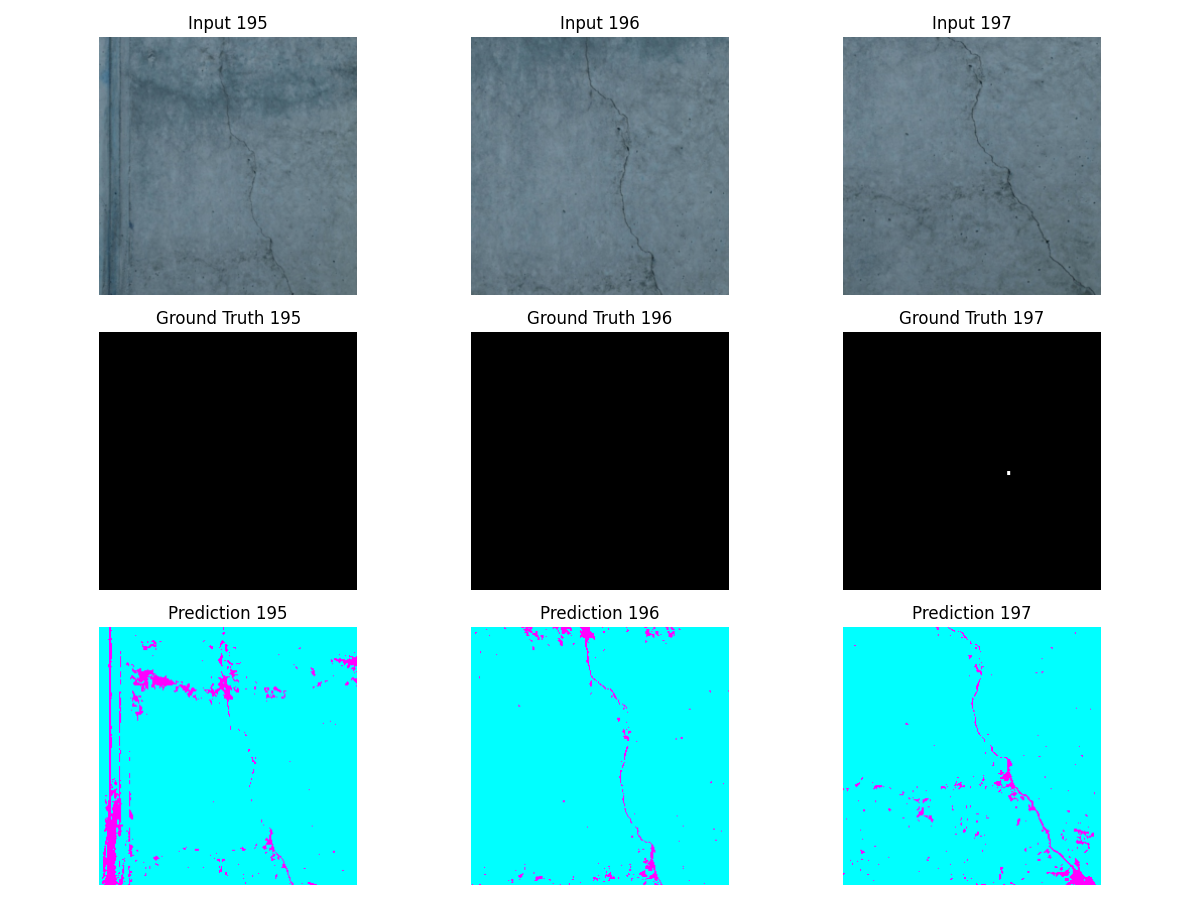 Input 195
Input 196
Input 197
Ground Truth 195
Ground Truth 196
Ground Truth 197
Prediction 195
Prediction 196
Prediction 197